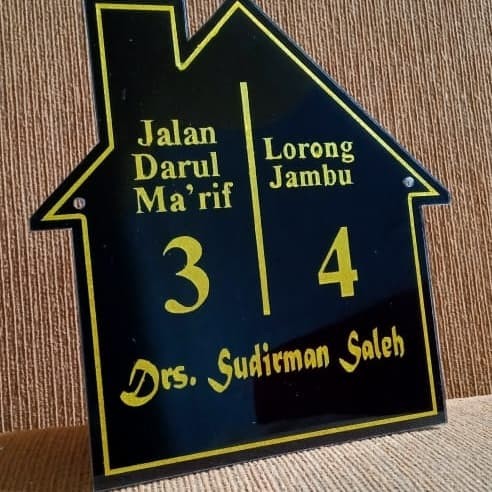 Jalan
Darul
Ma'rif
3
Lorong
Jambu
4
Drs. Sudirman Saleh